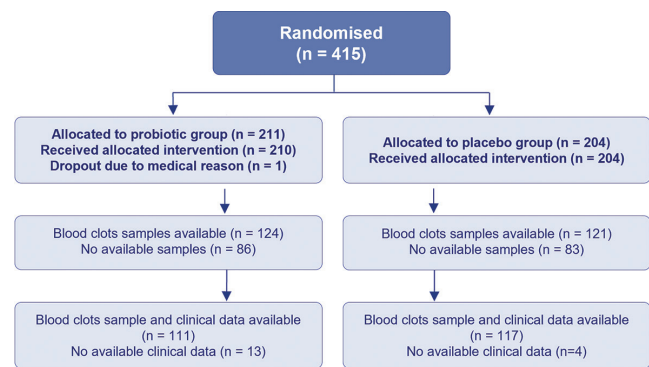 Randomised
(n = 415)
Allocated to probiotic group (n = 211)
Received allocated intervention (n = 210)
Dropout due to medical reason (n = 1)
Allocated to placebo group (n = 204)
Received allocated intervention (n = 204)
Blood clots samples available (n = 124)
No available samples (n = 86)
Blood clots samples available (n = 121)
No available samples (n = 83)
Blood clots sample and clinical data available
(n = 111)
No available clinical data (n = 13)
Blood clots sample and clinical data available
(n = 117)
No available clinical data (n=4)